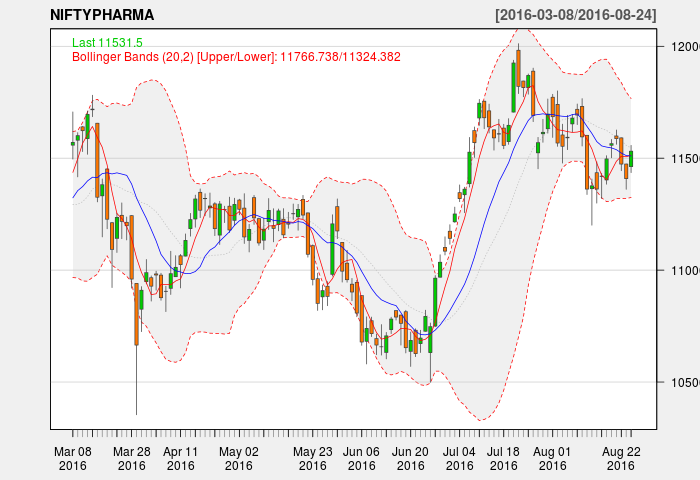 NIFTYPHARMA [2016-03-08/2016-08-24]
Last 11531.5
Bollinger Bands (20,2) [Upper/Lower]: 11766.738/11324.382
12000
11500
11000
10500
Mar 08 Mar 28 Apr 11 May 02 May 23 Jun 06 Jun 20 Jul 04 Jul 18 Aug 01 Aug 22
2016 2016 2016 2016 2016 2016 2016 2016 2016 2016 2016